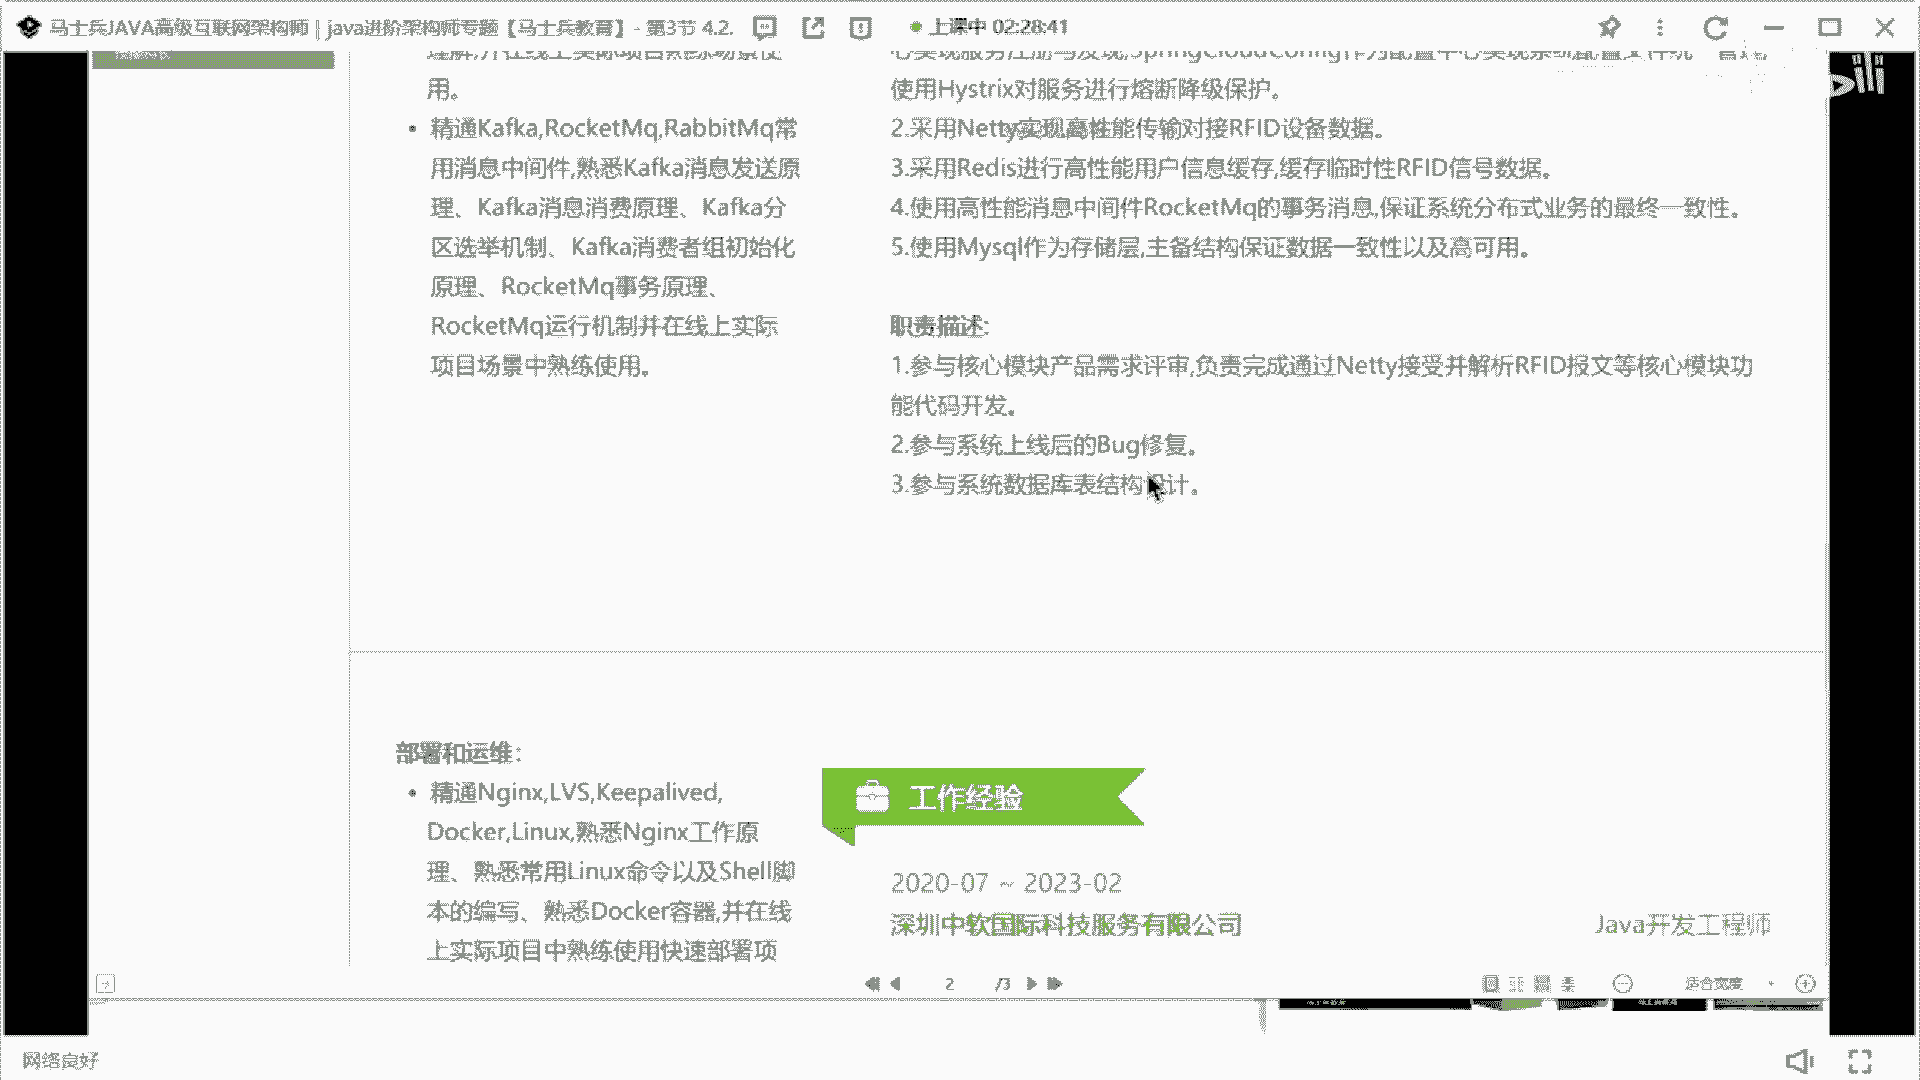 马士兵JAVA高级互联网架构师 | java进阶架构师专题【马士兵教育】 - 第3节 4.2.
上课中 02:28:41
用。
精通Kafka,RocketMq,RabbitMq常
用消息中间件,熟悉Kafka消息发送原
理、Kafka消息消费原理、Kafka分
区选举机制、Kafka消费者组初始化
原理、RocketMq事务原理、
RocketMq运行机制并在线上实际
项目场景中熟练使用。
使用Hystrix对服务进行熔断降级保护。
2.采用Netty实现高性能传输对接RFID设备数据。
3.采用Redis进行高性能用户信息缓存,缓存临时性RFID信号数据。
4.使用高性能消息中间件RocketMq的事务消息,保证系统分布式业务的最终一致性。
5.使用Mysql作为存储层,主备结构保证数据一致性以及高可用。
职责描述:
1.参与核心模块产品需求评审,负责完成通过Netty接受并解析RFID报文等核心模块功
能代码开发。
2.参与系统上线后的Bug修复。
3.参与系统数据库表结构设计。
部署和运维:
精通Nginx,LVS,Keepalived,
Docker,Linux,熟悉Nginx工作原
理、熟悉常用Linux命令以及Shell脚
本的编写、熟悉Docker容器,并在线
上实际项目中熟练使用快速部署项
工作经验
2020-07 ~ 2023-02
深圳中软国际科技服务有限公司
Java开发工程师
2 /3
适合宽度
网络良好